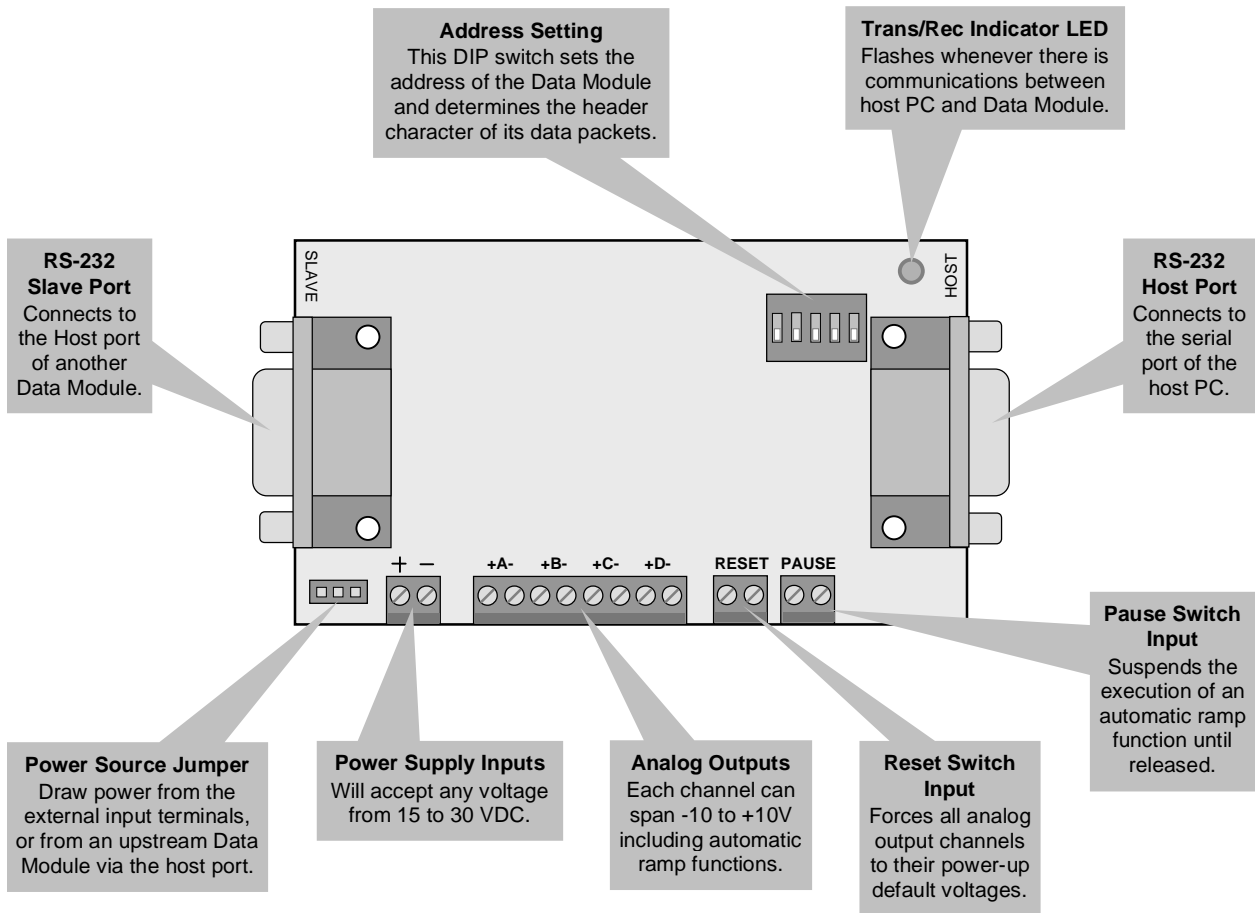 Address Setting
This DIP switch sets the
address of the Data Module
and determines the header
character of its data packets.
Trans/Rec Indicator LED
Flashes whenever there is
communications between
host PC and Data Module.
RS-232
Slave Port
Connects to
the Host port
of another
Data Module.
SLAVE
HOST
RS-232
Host Port
Connects to
the serial
port of the
host PC.
+ −
+A- +B- +C- +D-
RESET PAUSE
Pause Switch
Input
Suspends the
execution of an
automatic ramp
function until
released.
Power Source Jumper
Draw power from the
external input terminals,
or from an upstream Data
Module via the host port.
Power Supply Inputs
Will accept any voltage
from 15 to 30 VDC.
Analog Outputs
Each channel can
span -10 to +10V
including automatic
ramp functions.
Reset Switch
Input
Forces all analog
output channels
to their power-up
default voltages.